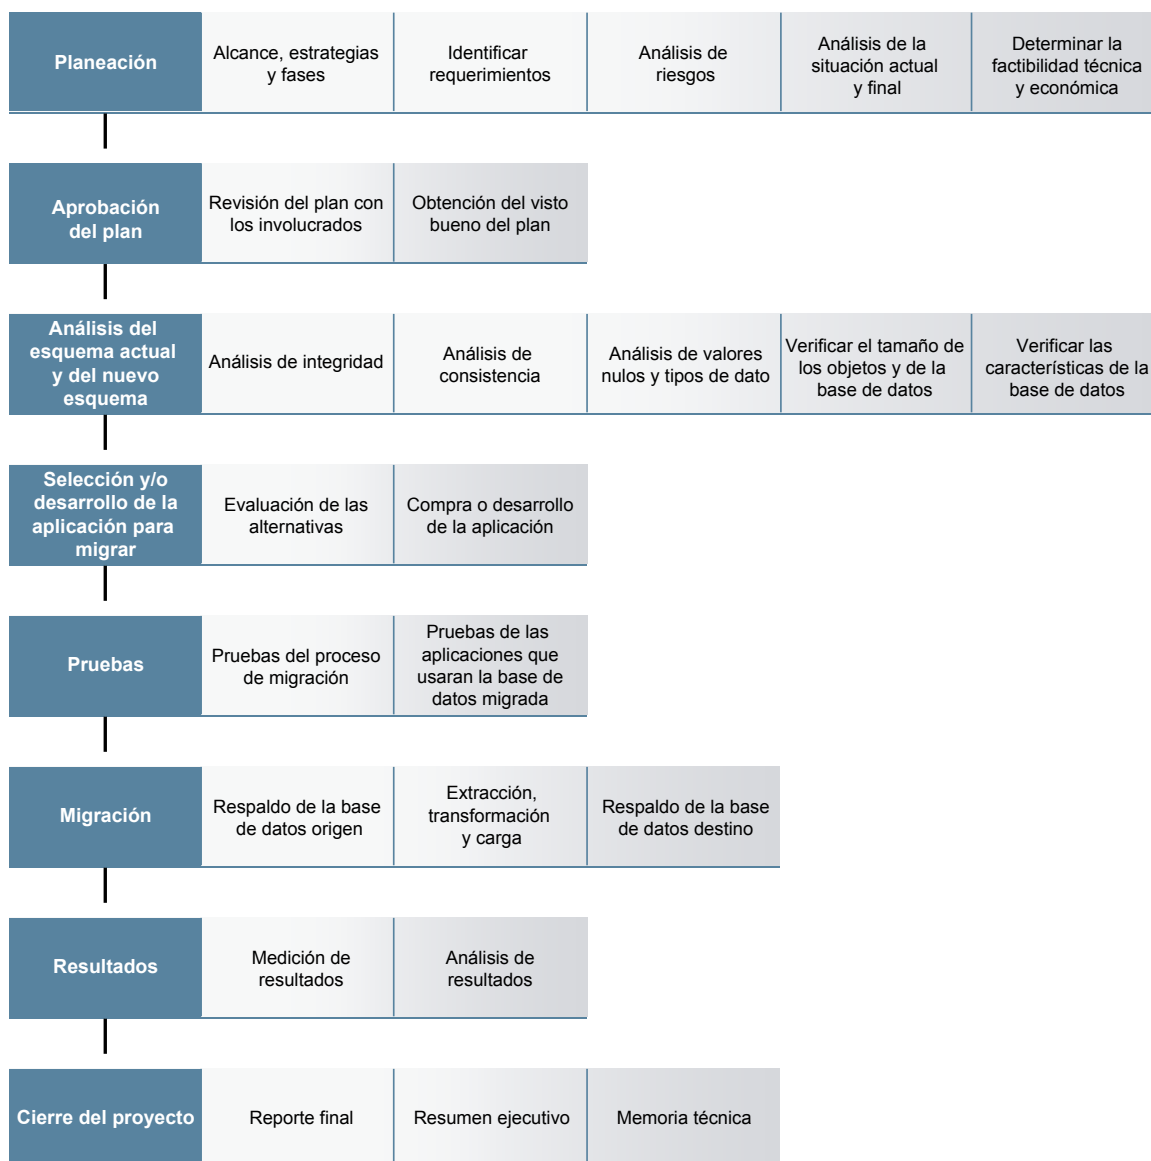 Planeación
Alcance, estrategias
y fases
Identificar
requerimientos
Análisis de
riesgos
Análisis de la
situación actual
y final
Determinar la
factibilidad técnica
y económica
Aprobación
del plan
Revisión del plan con
los involucrados
Obtención del visto
bueno del plan
Análisis del
esquema actual
y del nuevo
esquema
Análisis de integridad
Análisis de
consistencia
Análisis de valores
nulos y tipos de dato
Verificar el tamaño de
los objetos y de la
base de datos
Verificar las
características de la
base de datos
Selección y/o
desarrollo de la
aplicación para
migrar
Evaluación de las
alternativas
Compra o desarrollo
de la aplicación
Pruebas
Pruebas del proceso
de migración
Pruebas de las
aplicaciones que
usaran la base de
datos migrada
Migración
Respaldo de la base
de datos origen
Extracción,
transformación
y carga
Respaldo de la base
de datos destino
Resultados
Medición de
resultados
Análisis de
resultados
Cierre del proyecto
Reporte final
Resumen ejecutivo
Memoria técnica